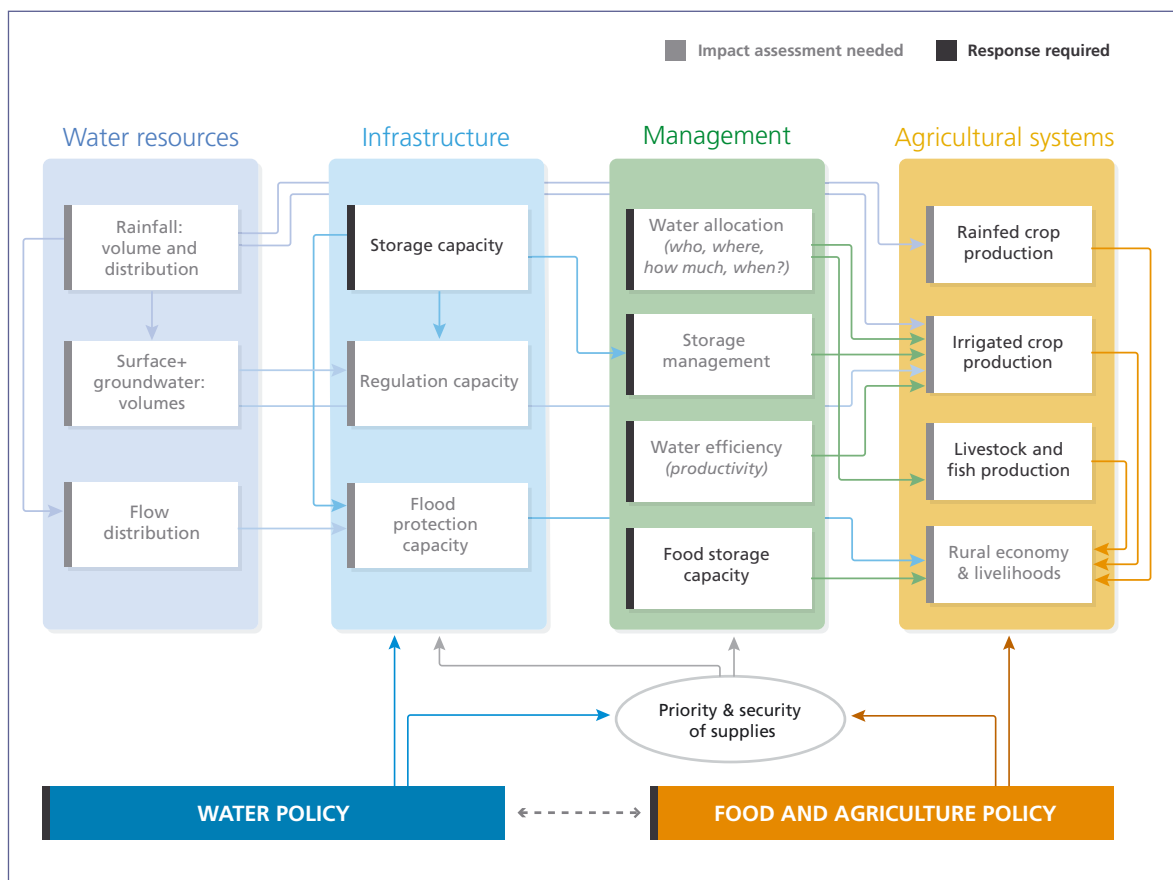 Impact assessment needed
Response required
Water resources
Infrastructure
Management
Agricultural systems
Rainfall:
volume and
distribution
Surface+
groundwater:
volumes
Flow
distribution
Storage capacity
Regulation capacity
Flood
protection
capacity
Water allocation
(who, where,
how much, when?)
Storage
management
Water efficiency
(productivity)
Food storage
capacity
Rainfed crop
production
Irrigated crop
production
Livestock and
fish production
Rural economy
& livelihoods
Priority & security
of supplies
WATER POLICY
FOOD AND AGRICULTURE POLICY